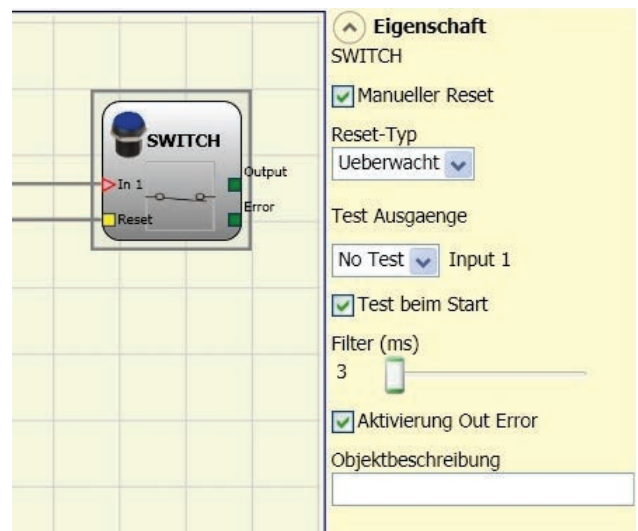 SWITCH
Output
In 1
Error
Reset
Eigenschaft
SWITCH
Manueller Reset
Reset-Typ
Ueberwacht
Test Ausgaenge
No Test Input 1
Test beim Start
Filter (ms)
3
Aktivierung Out Error
Objektbeschreibung